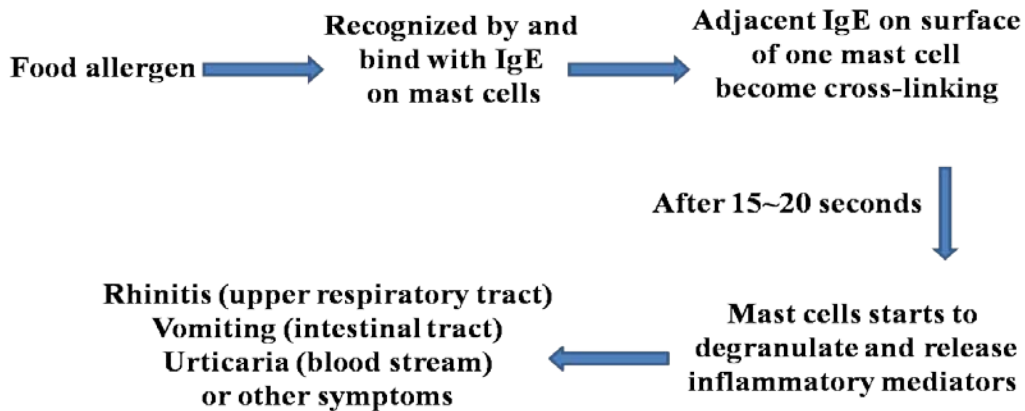 Food allergen
Recognized by and
bind with IgE
on mast cells
Adjacent IgE on surface
of one mast cell
become cross-linking
After 15~20 seconds
Mast cells starts to
degranulate and release
inflammatory mediators
Rhinitis (upper respiratory tract)
Vomiting (intestinal tract)
Urticaria (blood stream)
or other symptoms